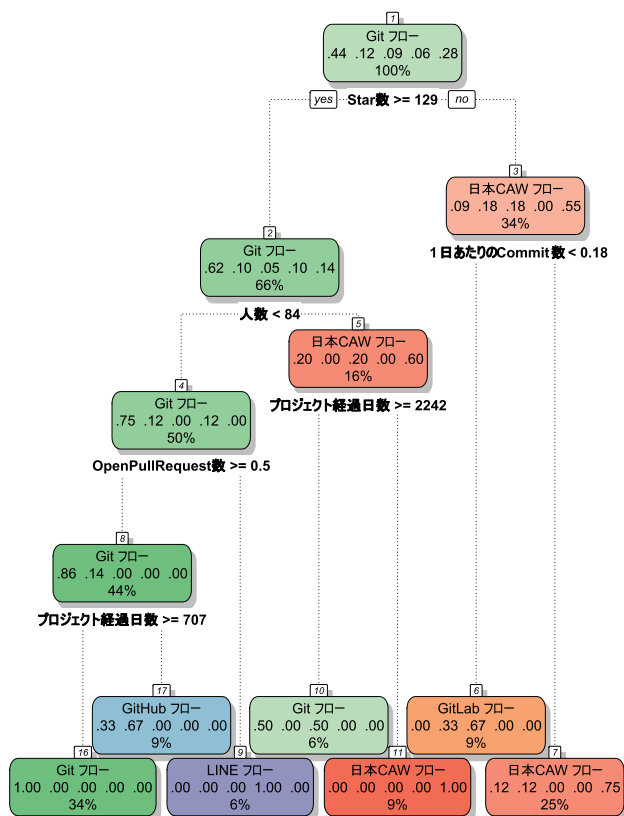 1
Git フロー
.44 .12 .09 .06 .28
100%
yes Star数 >= 129 no
3
日本CAW フロー
.09 .18 .18 .00 .55
34%
1日あたりのCommit数 < 0.18
2
Git フロー
.62 .10 .05 .10 .14
66%
人数 < 84
5
日本CAW フロー
.20 .00 .20 .00 .60
16%
プロジェクト経過日数 >= 2242
4
Git フロー
.75 .12 .00 .12 .00
50%
OpenPullRequest数 >= 0.5
8
Git フロー
.86 .14 .00 .00 .00
44%
プロジェクト経過日数 >= 707
17
GitHub フロー
.33 .67 .00 .00 .00
9%
10
Git フロー
.50 .00 .50 .00 .00
6%
6
GitLab フロー
.00 .33 .67 .00 .00
9%
16
Git フロー
1.00 .00 .00 .00 .00
34%
9
LINE フロー
.00 .00 .00 1.00 .00
6%
11
日本CAW フロー
.00 .00 .00 .00 1.00
9%
7
日本CAW フロー
.12 .12 .00 .00 .75
25%